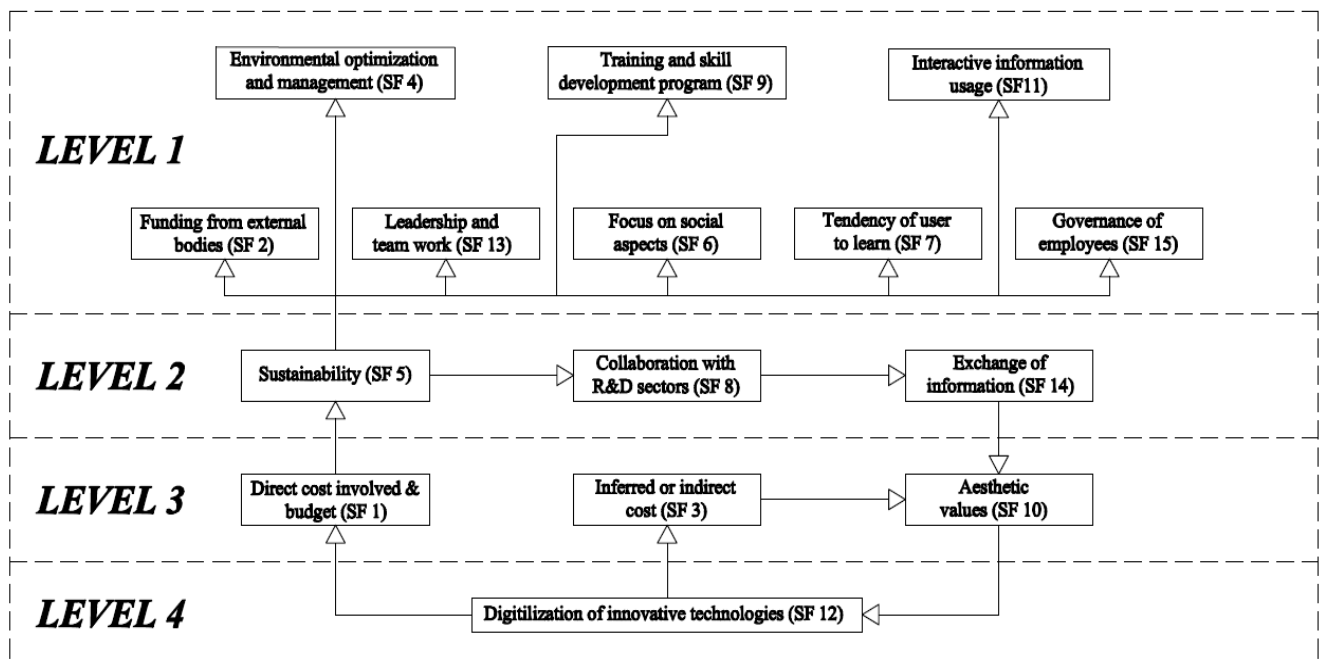 Environmental optimization
and management (SF 4)
Training and skill
development program (SF 9)
Interactive information
usage (SF11)
LEVEL 1
Funding from external
bodies (SF 2)
Leadership and
team work (SF 13)
Focus on social
aspects (SF 6)
Tendency of user
to learn (SF 7)
Governance of
employees (SF 15)
LEVEL 2
Sustainability (SF 5)
Collaboration with
R&D sectors (SF 8)
Exchange of
information (SF 14)
LEVEL 3
Direct cost involved &
budget (SF 1)
Inferred or indirect
cost (SF 3)
Aesthetic
values (SF 10)
LEVEL 4
Digitilization of innovative technologies (SF 12)